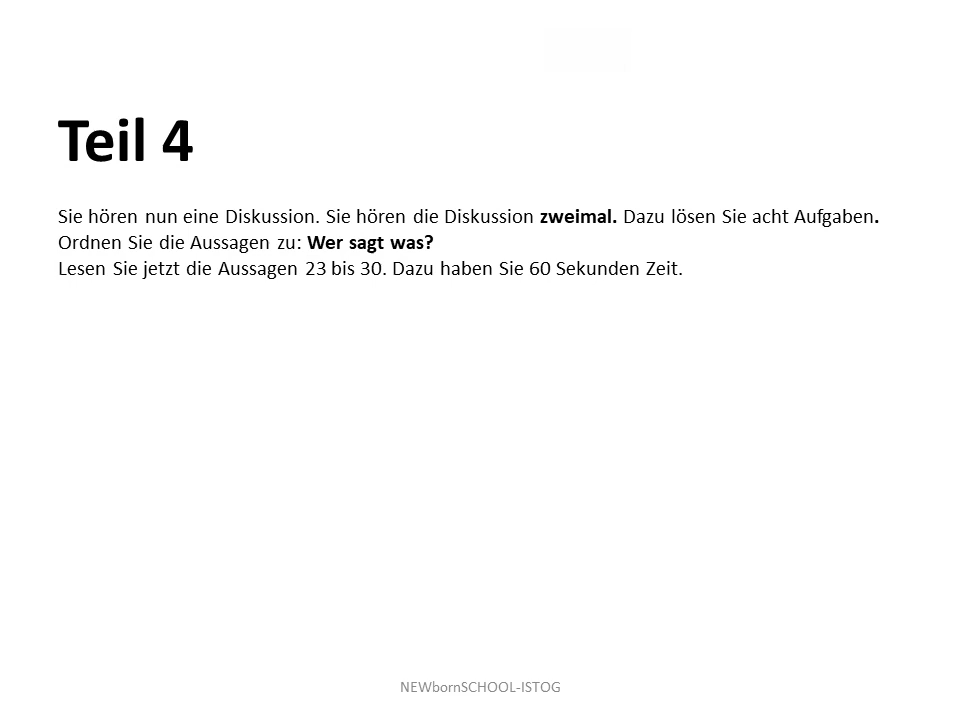 Teil 4
Sie hören nun eine Diskussion. Sie hören die Diskussion zweimal. Dazu lösen Sie acht Aufgaben.
Ordnen Sie die Aussagen zu: Wer sagt was?
Lesen Sie jetzt die Aussagen 23 bis 30. Dazu haben Sie 60 Sekunden Zeit.
NEWbornSCHOOL-ISTOG